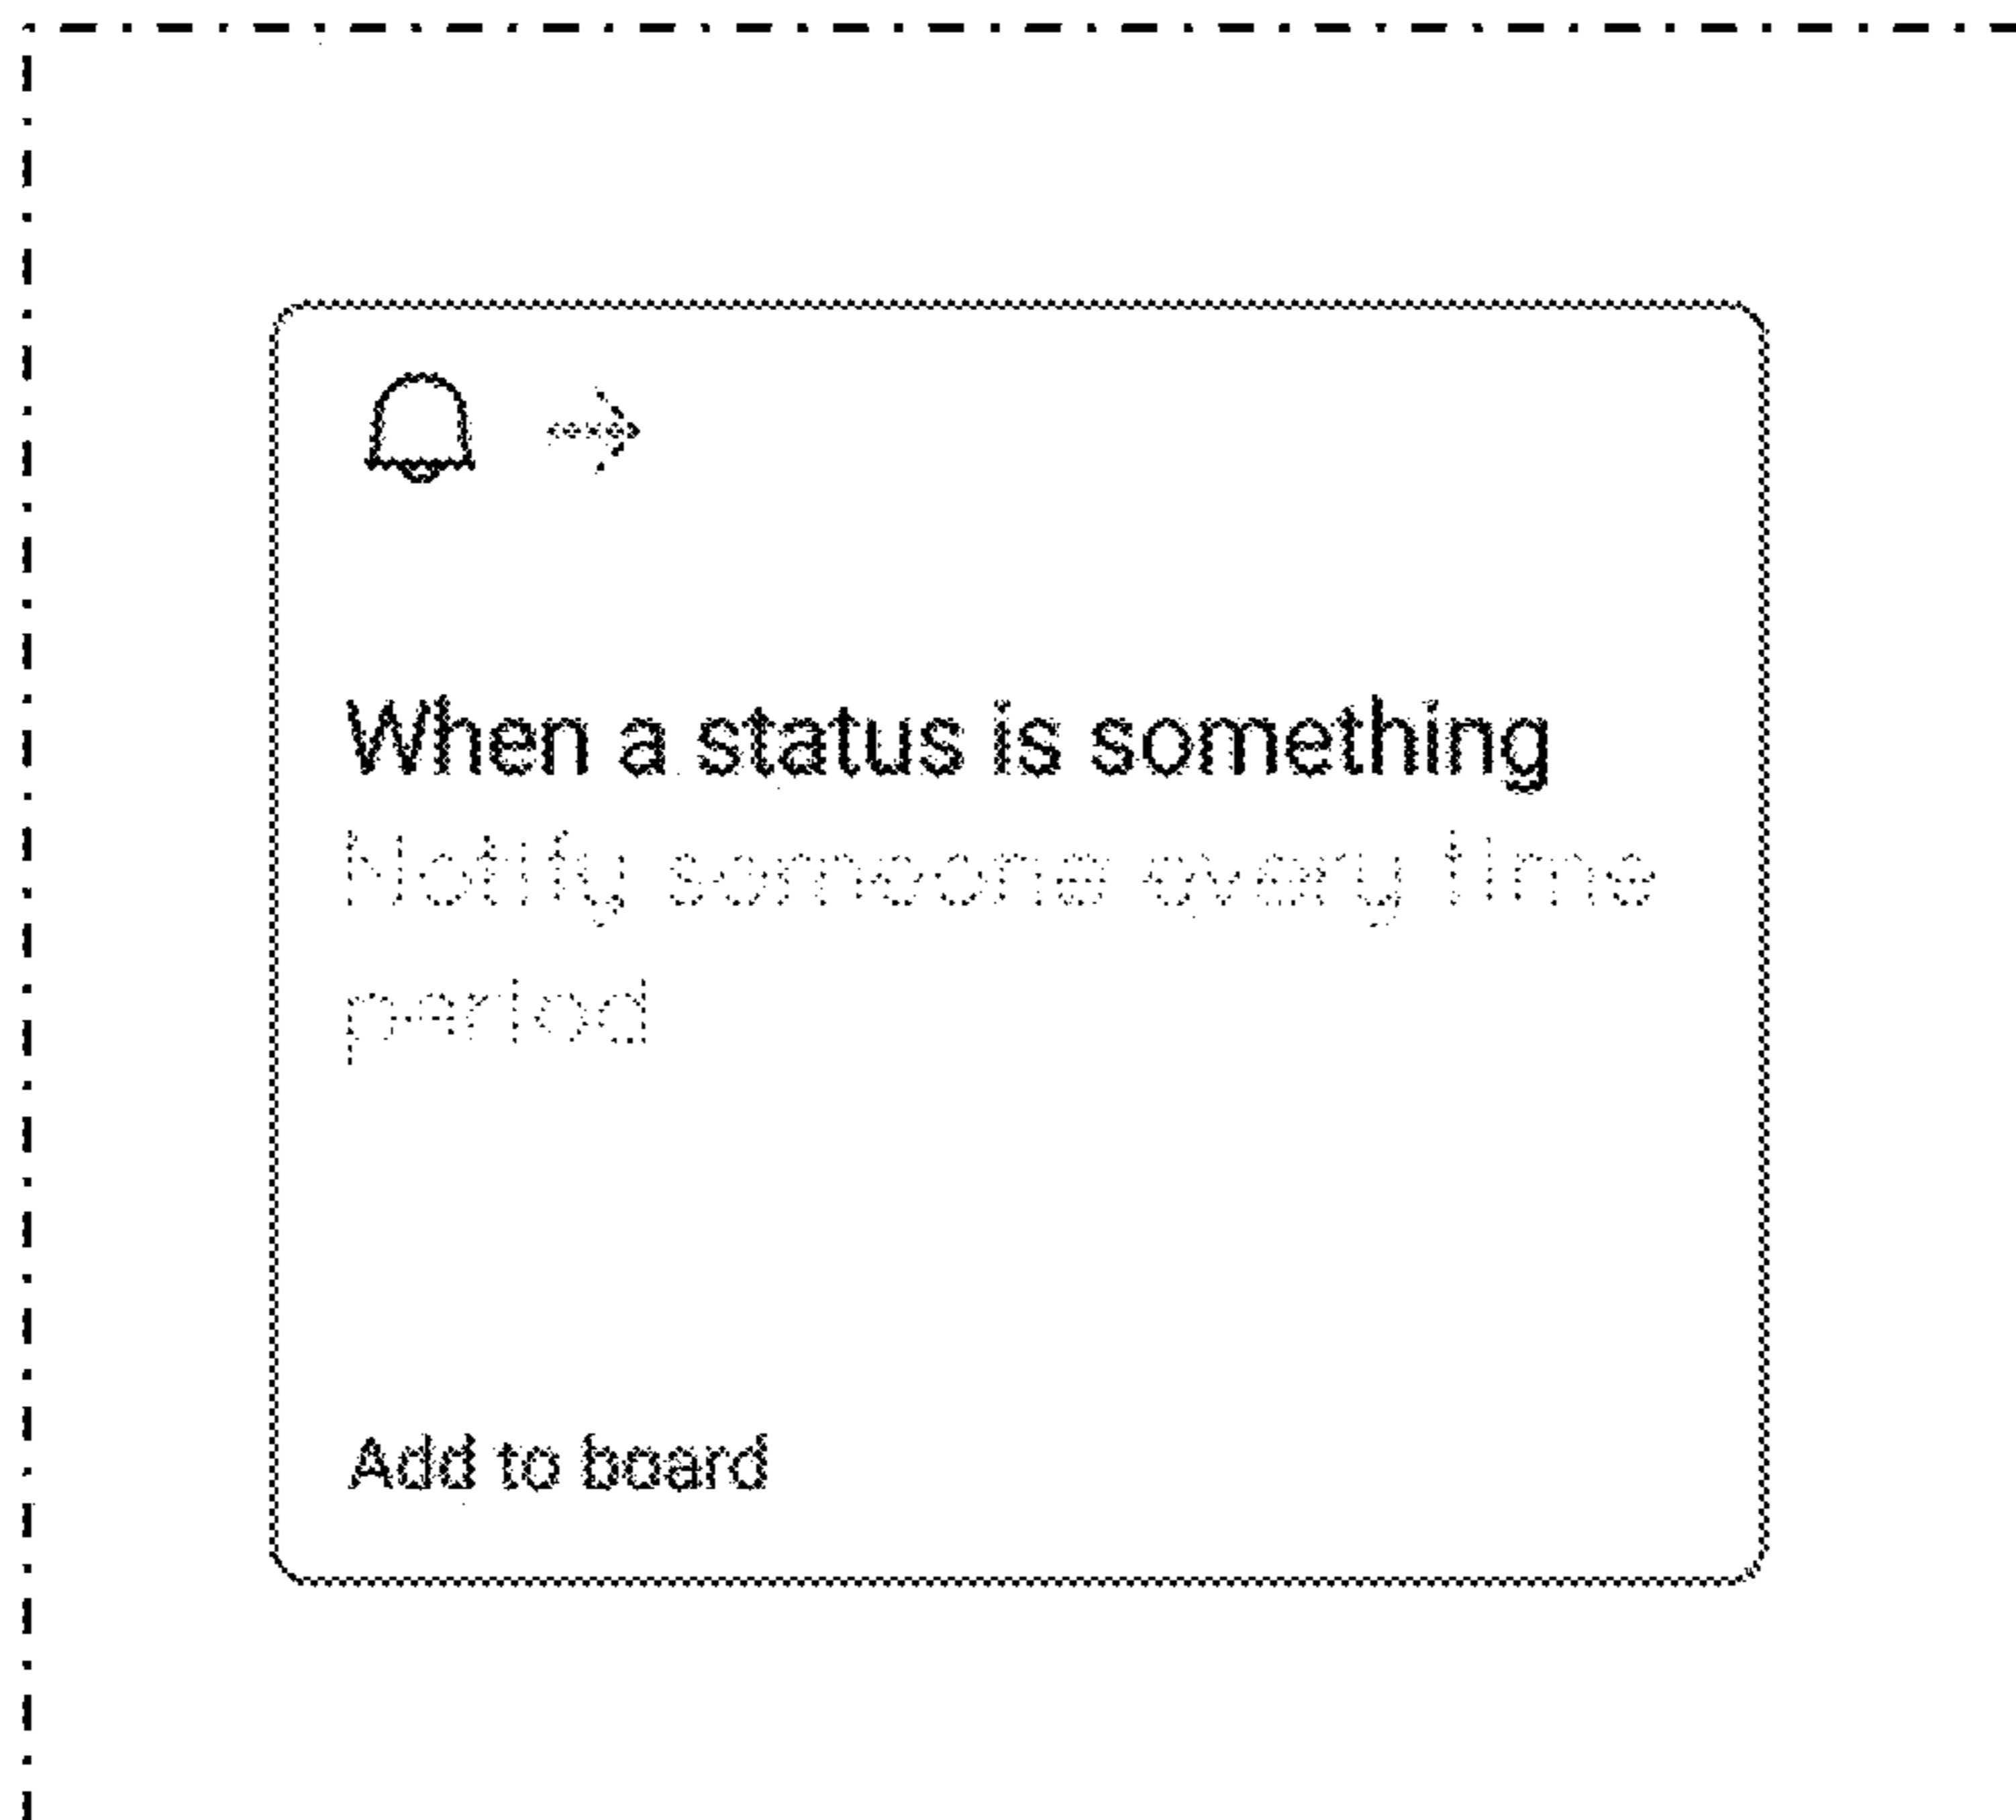 When a status is something
Notify someone every time
period
Add to board